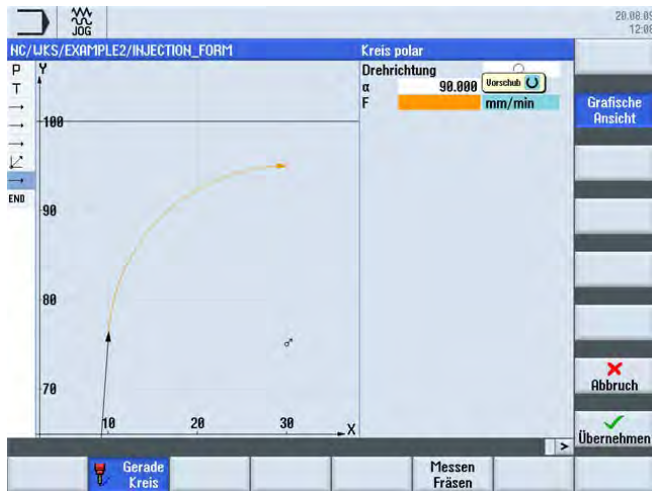 JOG
20.08.09
12:08
NC/WKS/EXAMPLE2/INJECTION_FORM
Kreis polar
P
T
END
Y
100
90
80
70
10 20 30 X
Drehrichtung
α 90.000
Vorschub
F mm/min
Grafische
Ansicht
Abbruch
Übernehmen
>
Gerade
Kreis
Messen
Fräsen